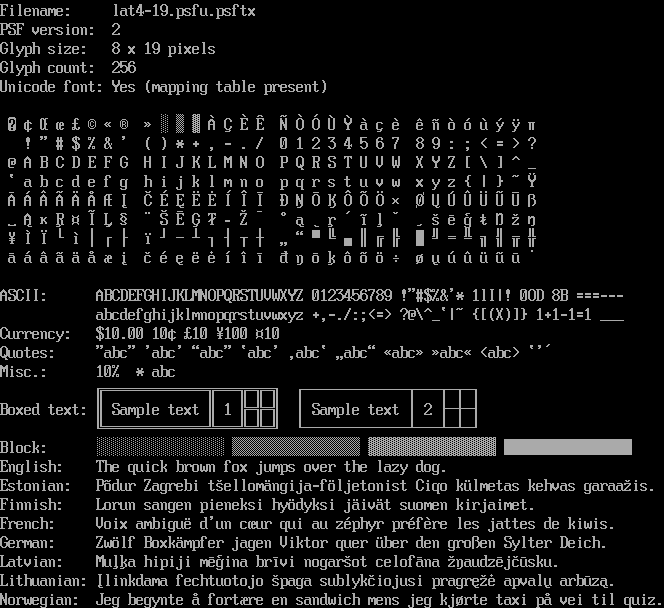 Filename: lat4-19.psfu.psftx
PSF version: 2
Glyph size: 8 x 19 pixels
Glyph count: 256
Unicode font: Yes (mapping table present)
¢ Œ œ £ © « ® » ░ ▒ ▓ À Ç È Ê Ñ Ò Ó Ù Ý à ç è ê ñ ò ó ù ý ÿ π
! " # $ % & ' ( ) * + , - . / 0 1 2 3 4 5 6 7 8 9 : ; < = > ?
@ A B C D E F G H I J K L M N O P Q R S T U V W X Y Z [ \ ] ^ _
‛ a b c d e f g h i j k l m n o p q r s t u v w x y z { | } ~ Ÿ
Ā Á Â Ã Ä Å Æ Į Č É Ę Ë Ė Í Î Ī Đ Ņ Ō Ķ Ô Õ Ö × Ø Ų Ú Û Ü Ũ Ū ß
Ą ĸ Ŗ ¤ Ĩ Ļ § ¨ Š Ē Ģ Ŧ - Ž ¯ ° ą ˛ ŗ ´ ĩ ļ ˇ š ē ģ ŧ Ŋ ž ŋ
¥ Ì Ï └ ì │ ┌ ├ ï ┘ ─ ┴ ┐ ┤ ┬ ┼ „ “ ▀ ╚ ▄ ║ ╔ ╠ █ ╝ ═ ╩ ╗ ╣ ╦ ╬
ā á â ã ä å æ į č é ę ë ė í î ī đ ņ ō ķ ô õ ö ÷ ø ų ú û ü ũ ū ˙
ASCII: ABCDEFGHIJKLMNOPQRSTUVWXYZ 0123456789 !"#$%&'* 1lI|! 0OD 8B ===---
abcdefghijklmnopqrstuvwxyz +,-./:;<=> ?@\^_‛|~ {[(X)]} 1+1-1=1 ___
Currency: $10.00 10¢ £10 ¥100 ¤10
Quotes: "abc" 'abc' “abc” ‛abc' ,abc‛ „abc“ «abc» »abc« <abc> ‛'´
Misc.: 10% * abc
Boxed text: Sample text 1 Sample text 2
Block: ░░░░░░░░░░░░░░░░ ▒▒▒▒▒▒▒▒▒▒▒▒▒▒▒▒ ▓▓▓▓▓▓▓▓▓▓▓▓▓▓▓▓ ████████████████
English: The quick brown fox jumps over the lazy dog.
Estonian: Põdur Zagrebi tšellomängija-följetonist Ciqo külmetas kehvas garaažis.
Finnish: Lorun sangen pieneksi hyödyksi jäivät suomen kirjaimet.
French: Voix ambiguë d'un cœur qui au zéphyr préfère les jattes de kiwis.
German: Zwölf Boxkämpfer jagen Viktor quer über den großen Sylter Deich.
Latvian: Muļķa hipiji mēģina brīvi nogaršot celofāna žņaudzējčūsku.
Lithuanian: Įlinkdama fechtuotojo špaga sublykčiojusi pragręžė apvalų arbūzą.
Norwegian: Jeg begynte å fortære en sandwich mens jeg kjørte taxi på vei til quiz.